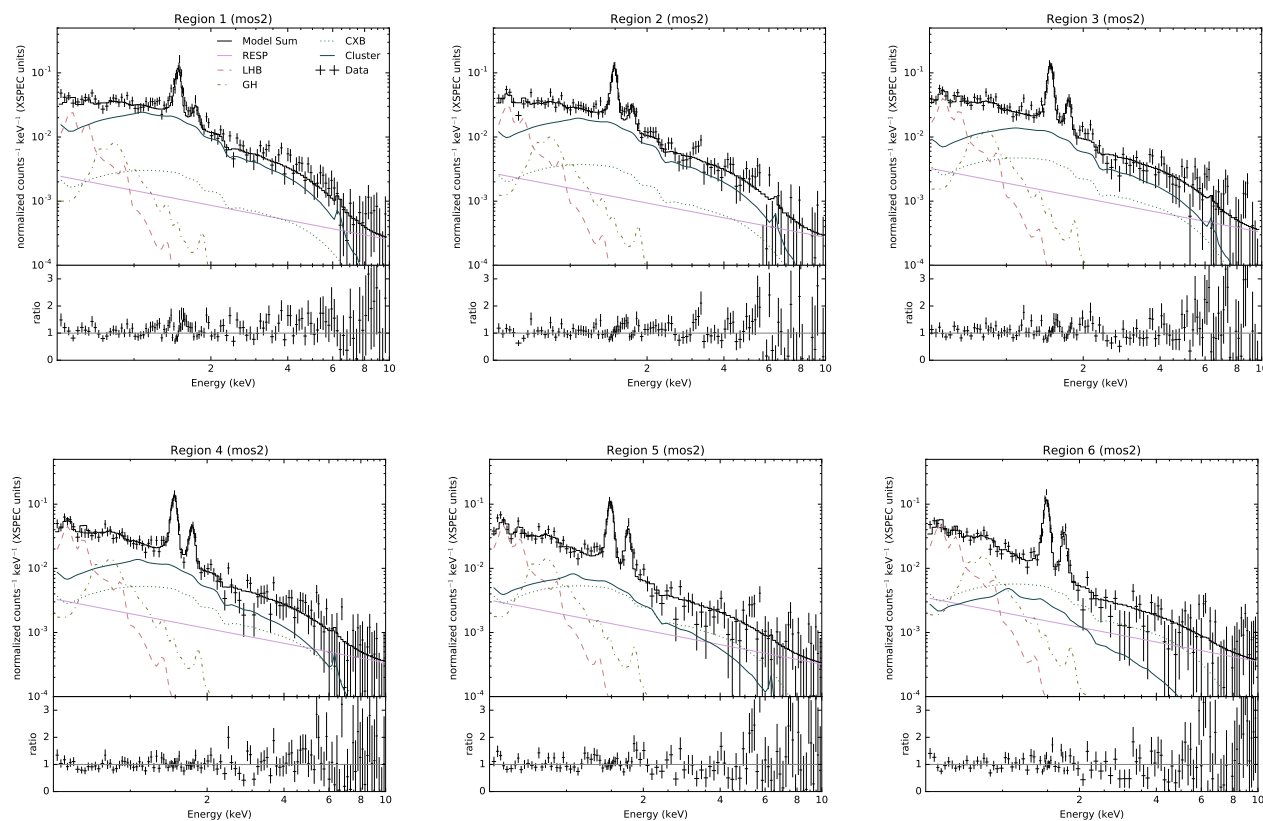 Region 1 (mos2)
normalized counts⁻¹ keV⁻¹ (XSPEC units)
10⁻¹
10⁻²
10⁻³
10⁻⁴
Model Sum
RESP
LHB
GH
CXB
Cluster
Data
ratio
3
2
1
0
2 4 6 8 10
Energy (keV)
Region 2 (mos2)
normalized counts⁻¹ keV⁻¹ (XSPEC units)
10⁻¹
10⁻²
10⁻³
10⁻⁴
ratio
3
2
1
0
2 4 6 8 10
Energy (keV)
Region 3 (mos2)
normalized counts⁻¹ keV⁻¹ (XSPEC units)
10⁻¹
10⁻²
10⁻³
10⁻⁴
ratio
3
2
1
0
2 4 6 8 10
Energy (keV)
Region 4 (mos2)
normalized counts⁻¹ keV⁻¹ (XSPEC units)
10⁻¹
10⁻²
10⁻³
10⁻⁴
ratio
3
2
1
0
2 4 6 8 10
Energy (keV)
Region 5 (mos2)
normalized counts⁻¹ keV⁻¹ (XSPEC units)
10⁻¹
10⁻²
10⁻³
10⁻⁴
ratio
3
2
1
0
2 4 6 8 10
Energy (keV)
Region 6 (mos2)
normalized counts⁻¹ keV⁻¹ (XSPEC units)
10⁻¹
10⁻²
10⁻³
10⁻⁴
ratio
3
2
1
0
2 4 6 8 10
Energy (keV)